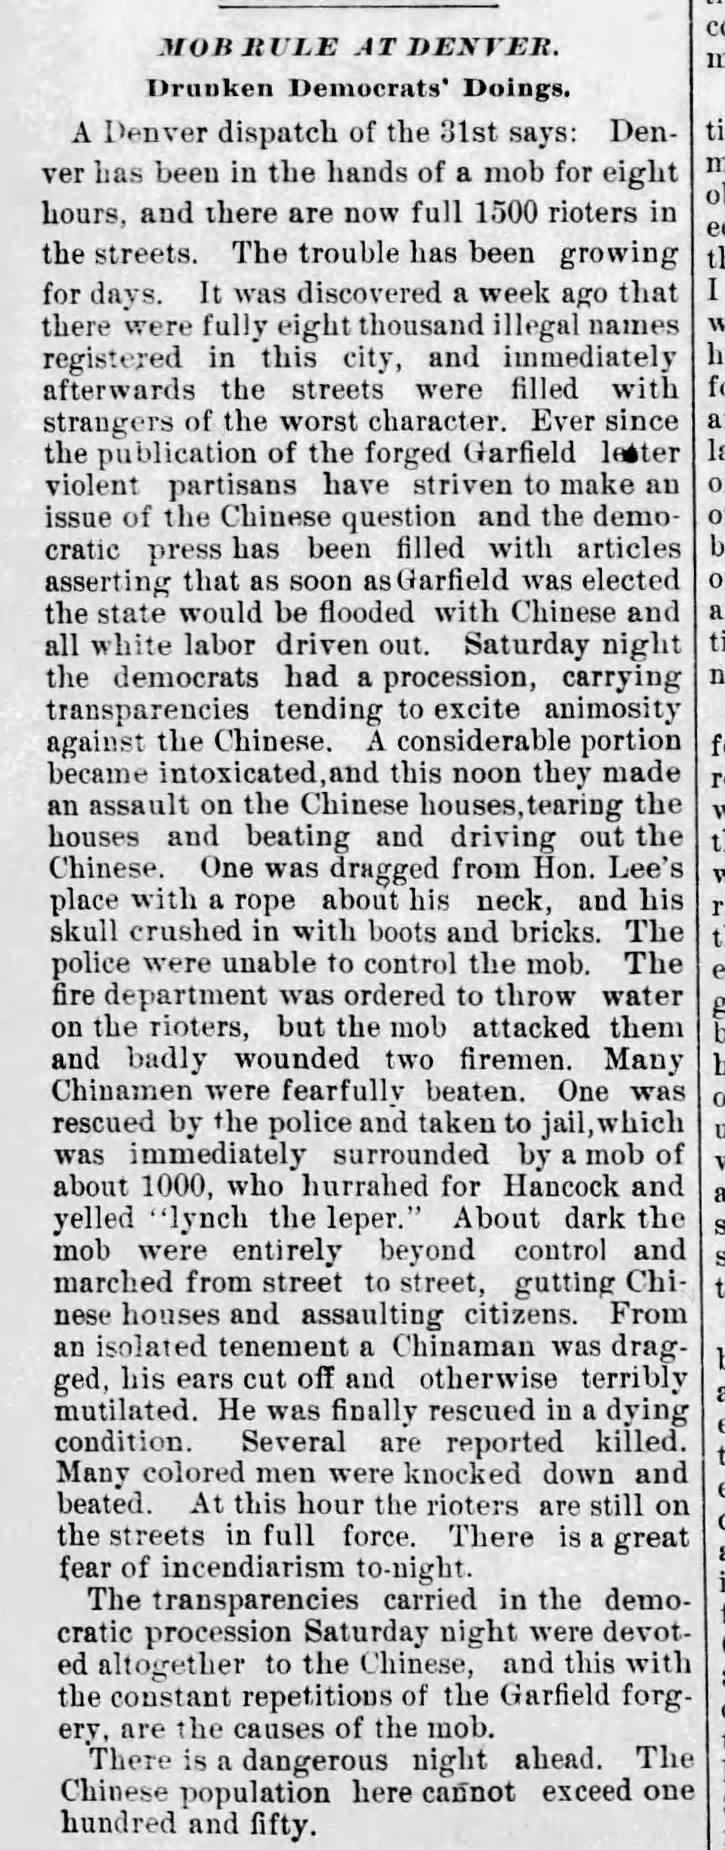 MOB RULE AT DENVER.
Drunken Democrats' Doings.
A Denver dispatch of the 31st says: Den-
ver has been in the hands of a mob for eight
hours, and there are now full 1500 rioters in
the streets. The trouble has been growing
for days. It was discovered a week ago that
there were fully eight thousand illegal names
registered in this city, and immediately
afterwards the streets were filled with
strangers of the worst character. Ever since
the publication of the forged Garfield letter
violent partisans have striven to make an
issue of the Chinese question and the demo-
cratic press has been filled with articles
asserting that as soon as Garfield was elected
the state would be flooded with Chinese and
all white labor driven out. Saturday night
the democrats had a procession, carrying
transparencies tending to excite animosity
against the Chinese. A considerable portion
became intoxicated,and this noon they made
an assault on the Chinese houses,tearing the
houses and beating and driving out the
Chinese. One was dragged from Hon. Lee's
place with a rope about his neck, and his
skull crushed in with boots and bricks. The
police were unable to control the mob. The
fire department was ordered to throw water
on the rioters, but the mob attacked them
and badly wounded two firemen. Many
Chinamen were fearfully beaten. One was
rescued by the police and taken to jail,which
was immediately surrounded by a mob of
about 1000, who hurrahed for Hancock and
yelled "lynch the leper." About dark the
mob were entirely beyond control and
marched from street to street, gutting Chi-
nese houses and assaulting citizens. From
an isolated tenement a Chinaman was drag-
ged, his ears cut off and otherwise terribly
mutilated. He was finally rescued in a dying
condition. Several are reported killed.
Many colored men were knocked down and
beated. At this hour the rioters are still on
the streets in full force. There is a great
fear of incendiarism to-night.
The transparencies carried in the demo-
cratic procession Saturday night were devot-
ed altogether to the Chinese, and this with
the constant repetitions of the Garfield forg-
ery, are the causes of the mob.
There is a dangerous night ahead. The
Chinese population here cannot exceed one
hundred and fifty.